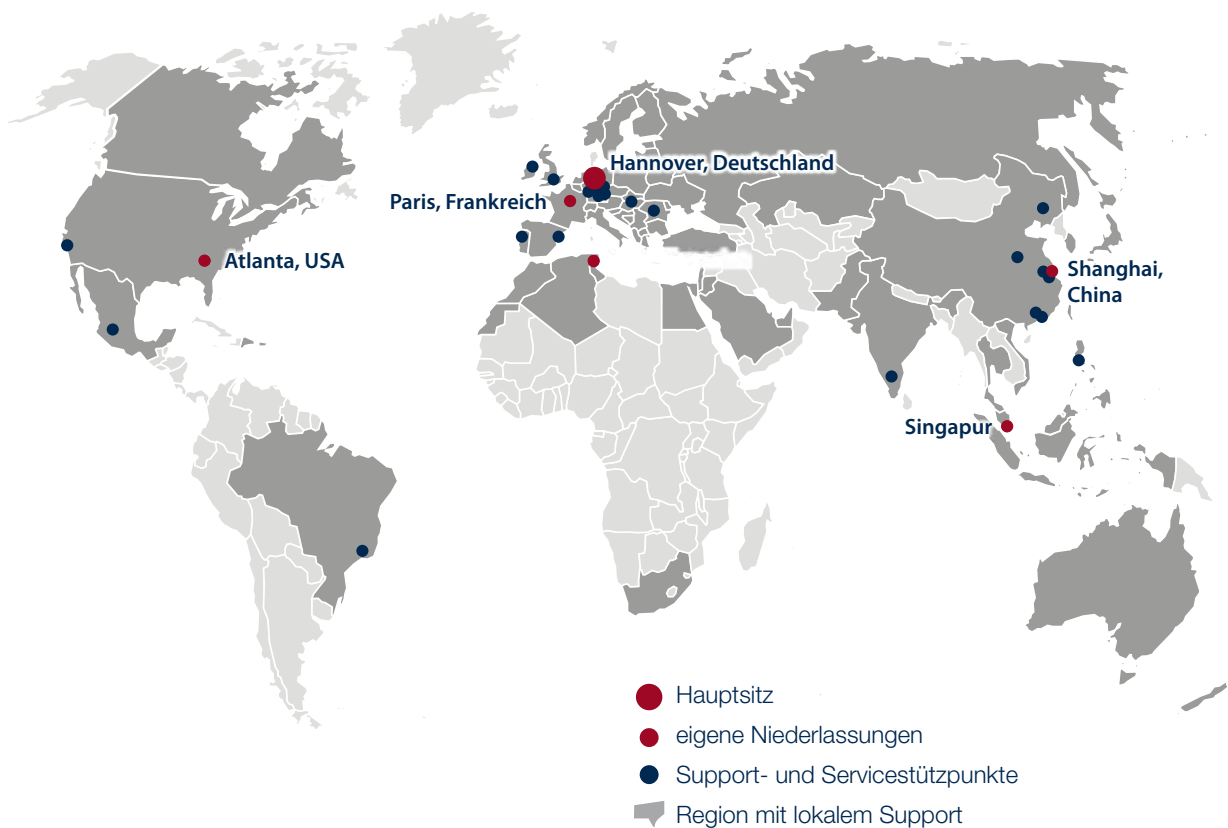 Hannover, Deutschland
Paris, Frankreich
Atlanta, USA
Shanghai,
China
Singapur
Hauptsitz
eigene Niederlassungen
Support- und Servicestützpunkte
Region mit lokalem Support